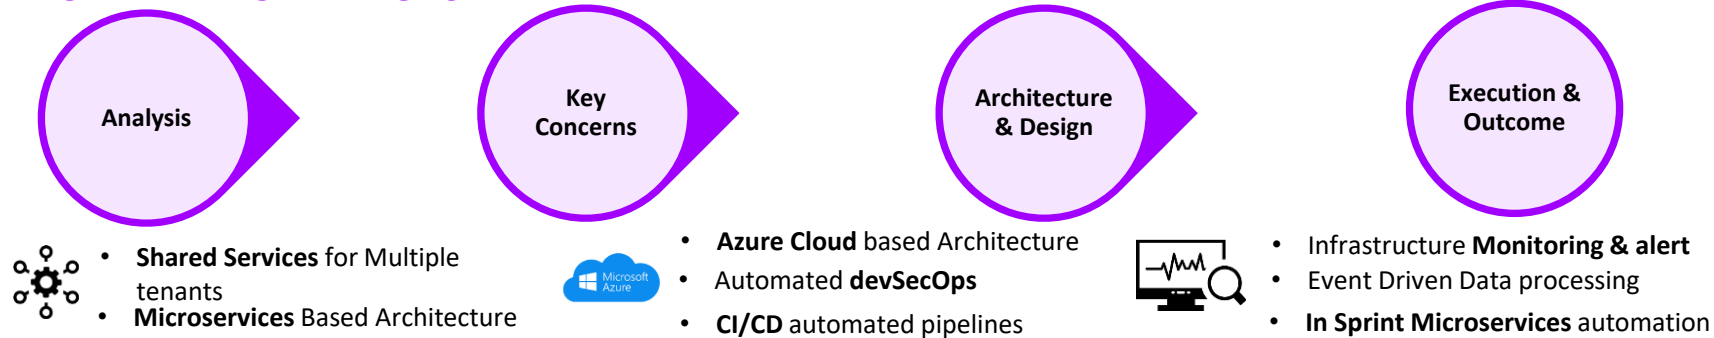 Analysis
Key
Concerns
Architecture
& Design
Execution &
Outcome
• Shared Services for Multiple
tenants
• Microservices Based Architecture
Microsoft
Azure
• Azure Cloud based Architecture
• Automated devSecOps
• CI/CD automated pipelines
• Infrastructure Monitoring & alert
• Event Driven Data processing
• In Sprint Microservices automation